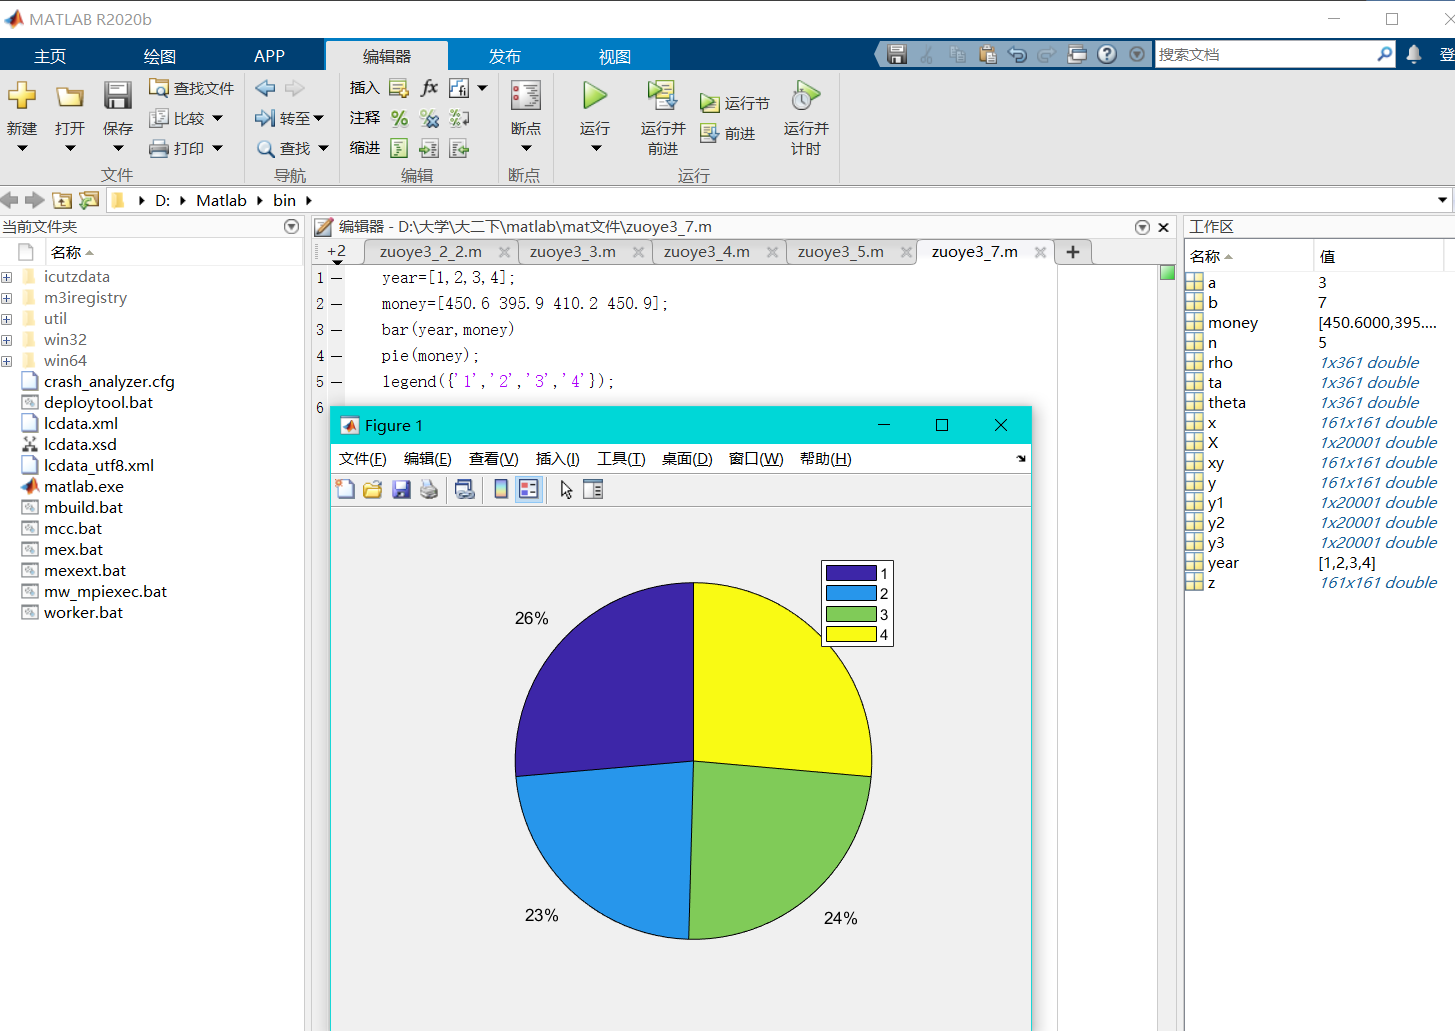 MATLAB R2020b
主页 绘图 APP 编辑器 发布 视图
搜索文档
登
新建 打开 保存
查找文件
比较
打印
文件
转至
查找
导航
插入 fx
注释
缩进
编辑
断点
断点
运行
运行并
前进
运行节
前进
运行并
计时
运行
D: Matlab bin
当前文件夹
名称
icutzdata
m3iregistry
util
win32
win64
crash_analyzer.cfg
deploytool.bat
lcdata.xml
lcdata.xsd
lcdata_utf8.xml
matlab.exe
mbuild.bat
mcc.bat
mex.bat
mexext.bat
mw_mpiexec.bat
worker.bat
编辑器 - D:\大学\大二下\matlab\mat文件\zuoye3_7.m
+2 zuoye3_2_2.m zuoye3_3.m zuoye3_4.m zuoye3_5.m zuoye3_7.m
1 year=[1,2,3,4];
2 money=[450.6 395.9 410.2 450.9];
3 bar(year,money)
4 pie(money);
5 legend({'1','2','3','4'});
6
Figure 1
文件(F) 编辑(E) 查看(V) 插入(I) 工具(T) 桌面(D) 窗口(W) 帮助(H)
1
2
3
4
26%
23%
24%
工作区
名称 值
a 3
b 7
money [450.6000,395....
n 5
rho 1x361 double
ta 1x361 double
theta 1x361 double
x 161x161 double
X 1x20001 double
xy 161x161 double
y 161x161 double
y1 1x20001 double
y2 1x20001 double
y3 1x20001 double
year [1,2,3,4]
z 161x161 double